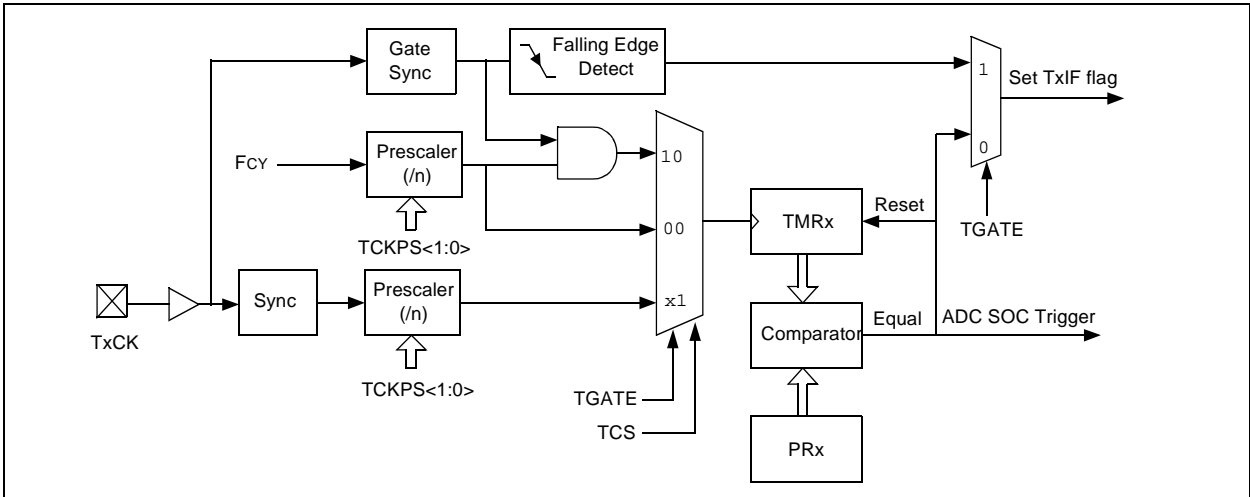 Gate
Sync
Falling Edge
Detect
1
Set TxIF flag
0
TGATE
FCY
Prescaler
(/n)
TCKPS<1:0>
10
00
x1
TMRx
Reset
TxCK
Sync
Prescaler
(/n)
TCKPS<1:0>
Comparator
Equal
ADC SOC Trigger
TGATE
TCS
PRx